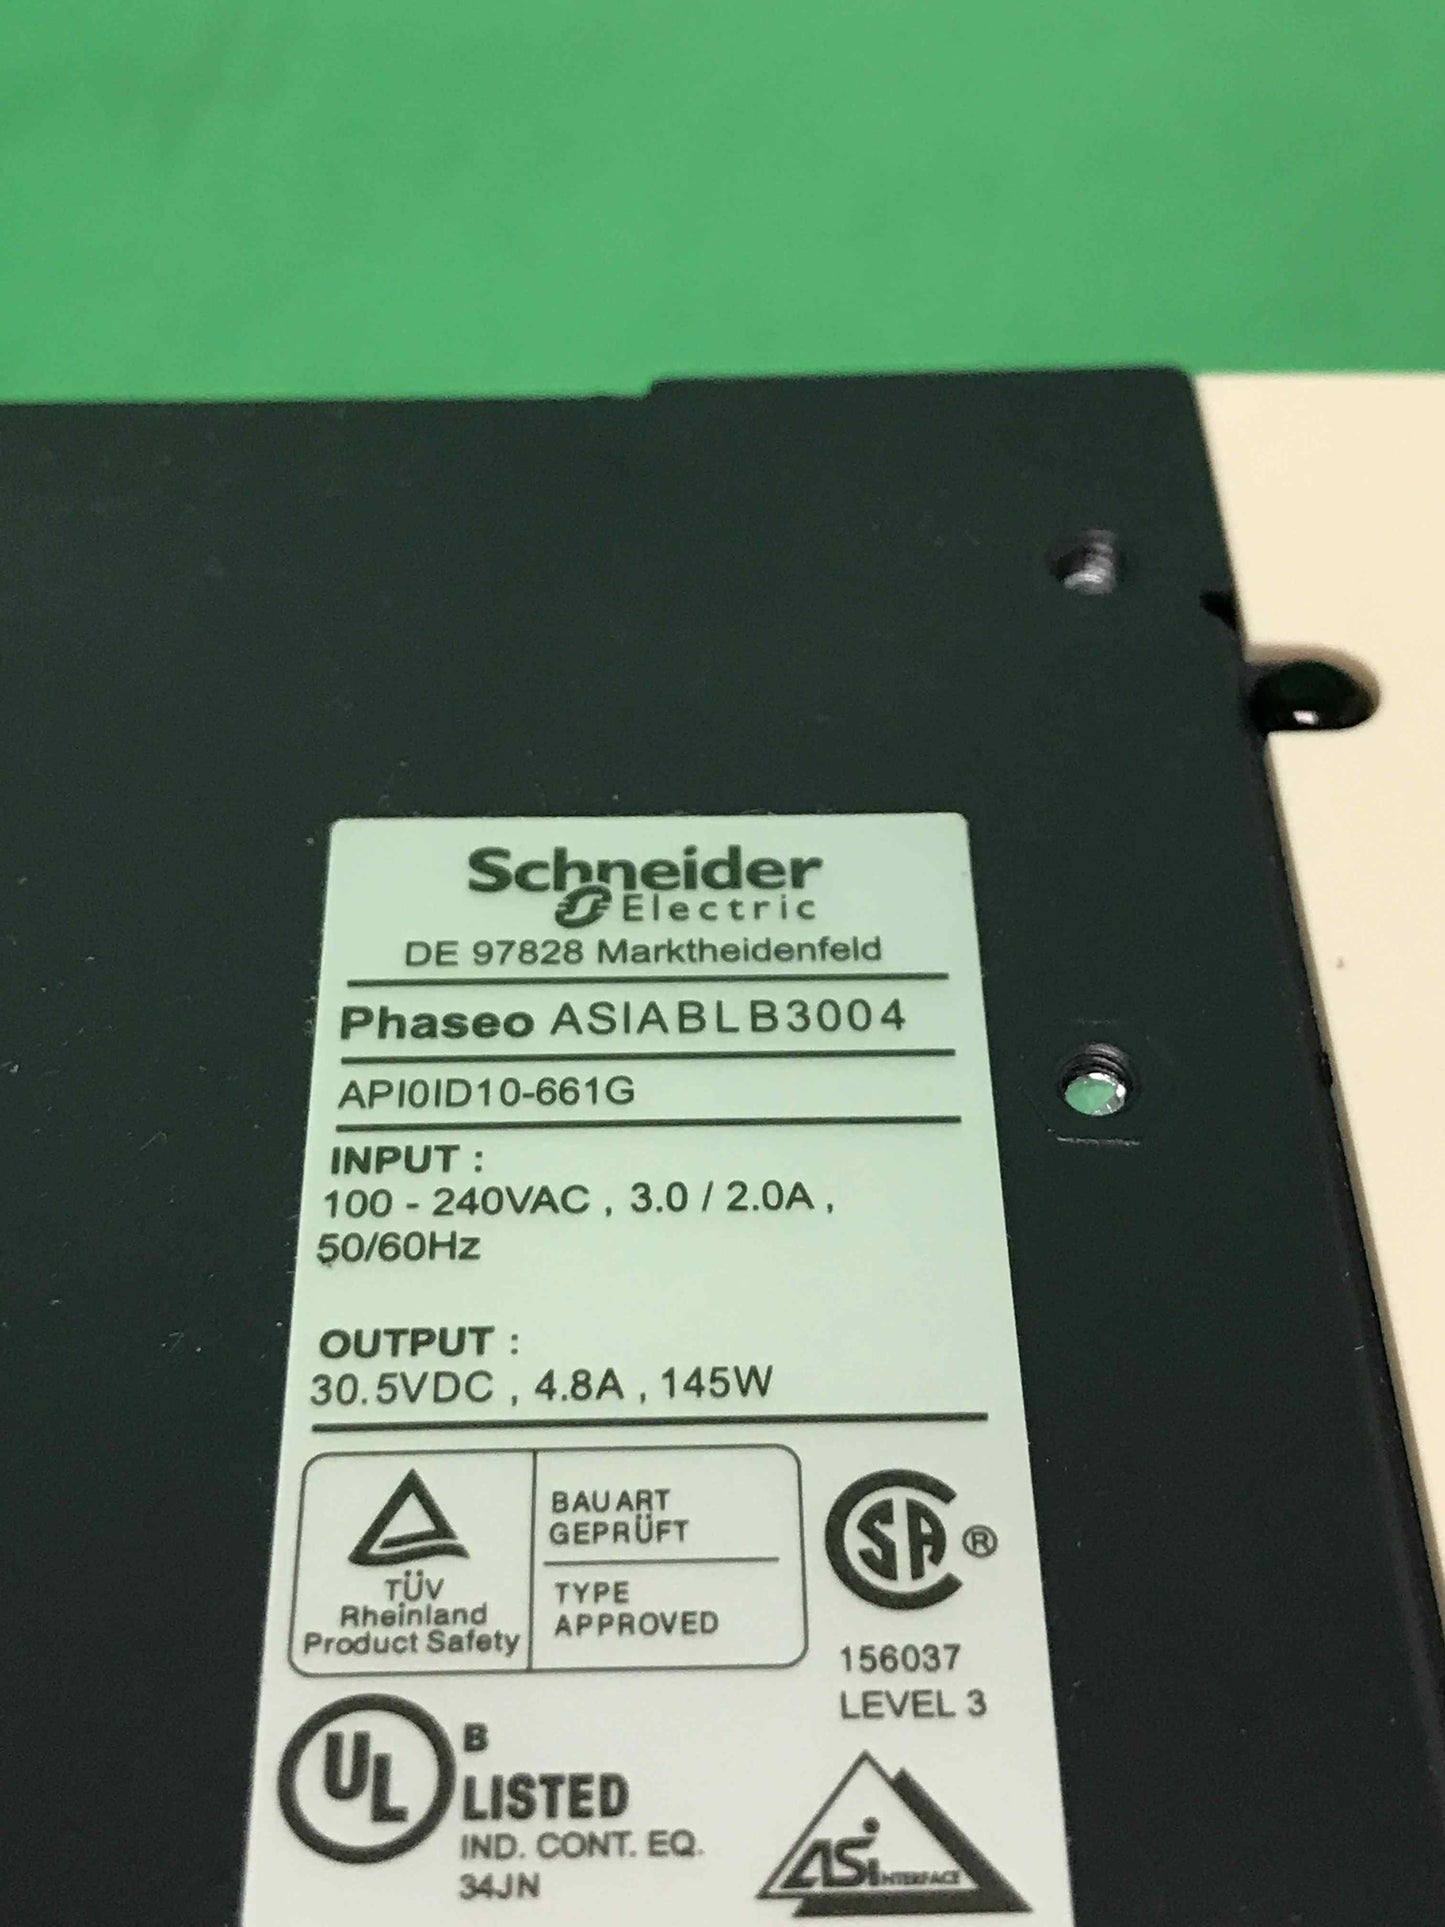 Schneider
Electric
DE 97828 Marktheidenfeld
Phaseo ASIABLB3004
API0ID10-661G
INPUT :
100 - 240VAC , 3.0 / 2.0A ,
50/60Hz
OUTPUT :
30.5VDC , 4.8A , 145W
TÜV
Rheinland
Product Safety
BAUART
GEPRÜFT
TYPE
APPROVED
SA ®
156037
LEVEL 3
UL
B
LISTED
IND. CONT. EQ.
34JN
ASi INTERFACE